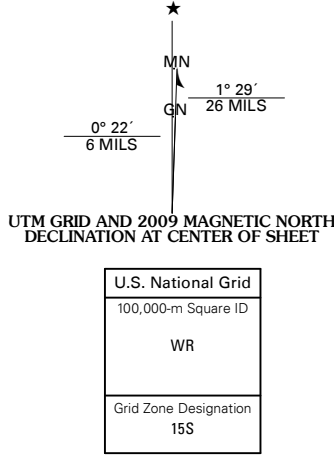 ★
MN
GN
1° 29´
26 MILS
0° 22´
6 MILS
UTM GRID AND 2009 MAGNETIC NORTH
DECLINATION AT CENTER OF SHEET
U.S. National Grid
100,000-m Square ID
WR
Grid Zone Designation
15S